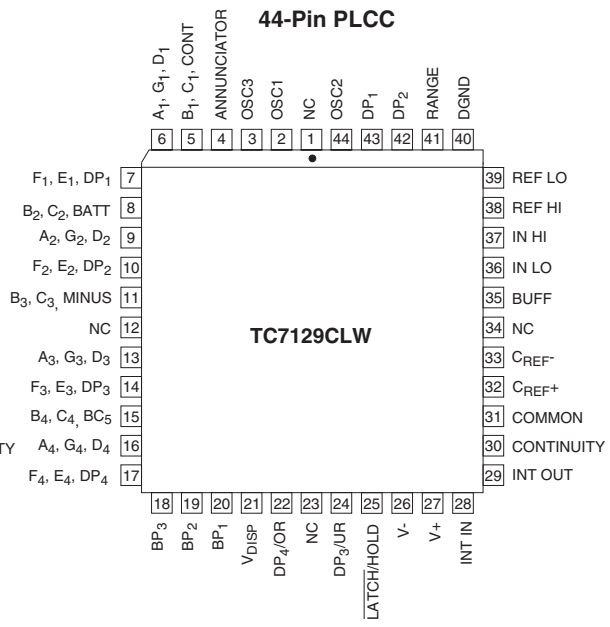 44-Pin PLCC
A1, G1, D1
B1, C1, CONT
ANNUNCIATOR
OSC3
OSC1
NC
OSC2
DP1
DP2
RANGE
DGND
6 5 4 3 2 1 44 43 42 41 40
F1, E1, DP1 7
B2, C2, BATT 8
A2, G2, D2 9
F2, E2, DP2 10
B3, C3, MINUS 11
NC 12
A3, G3, D3 13
F3, E3, DP3 14
B4, C4, BC5 15
TY A4, G4, D4 16
F4, E4, DP4 17
TC7129CLW
39 REF LO
38 REF HI
37 IN HI
36 IN LO
35 BUFF
34 NC
33 CREF-
32 CREF+
31 COMMON
30 CONTINUITY
29 INT OUT
18 19 20 21 22 23 24 25 26 27 28
BP3
BP2
BP1
VDISP
DP4/OR
NC
DP3/UR
LATCH/HOLD
V-
V+
INT IN